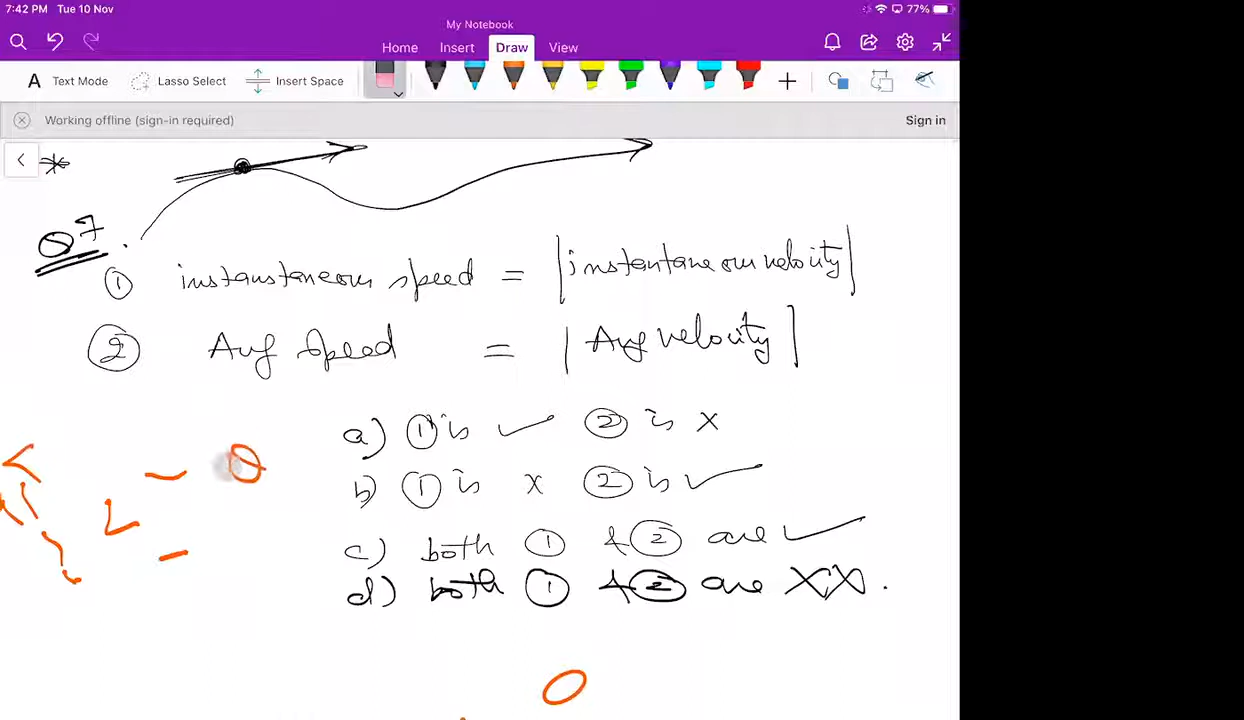 7:42 PM Tue 10 Nov 77%
My Notebook
Home Insert Draw View
Text Mode Lasso Select Insert Space
Working offline (sign-in required) Sign in
Q7.
① instanstaneous speed = |instantaneous velocity|
② Avg Speed = |Avg velocity|
a) ① is ✓ ② is x
b) ① is x ② is ✓
c) both ① & ② are ✓
d) both ① & ② are XX.